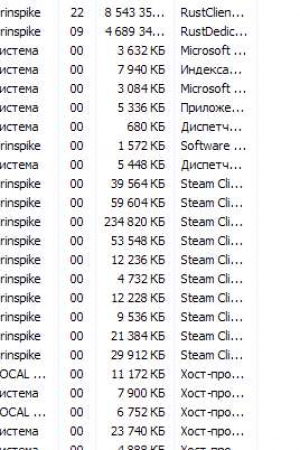 rinspike 22 8 543 35... RustClien...
rinspike 09 4 689 34... RustDedic...
истема 00 3 632 КБ Microsoft ...
истема 00 7 940 КБ Индекса...
истема 00 3 084 КБ Microsoft ...
истема 00 5 336 КБ Приложе...
истема 00 680 КБ Диспетч...
rinspike 00 1 572 КБ Software ...
истема 00 5 448 КБ Диспетч...
rinspike 00 39 564 КБ Steam Cli...
rinspike 00 59 604 КБ Steam Cli...
rinspike 00 234 820 КБ Steam Cli...
rinspike 00 53 548 КБ Steam Cli...
rinspike 00 12 236 КБ Steam Cli...
rinspike 00 4 732 КБ Steam Cli...
rinspike 00 12 228 КБ Steam Cli...
rinspike 00 9 536 КБ Steam Cli...
rinspike 00 21 384 КБ Steam Cli...
rinspike 00 29 912 КБ Steam Cli...
OCAL ... 00 11 172 КБ Хост-про...
истема 00 7 900 КБ Хост-про...
OCAL ... 00 6 752 КБ Хост-про...
истема 00 23 740 КБ Хост-про...
истема 00 4 888 КБ Хост-про...